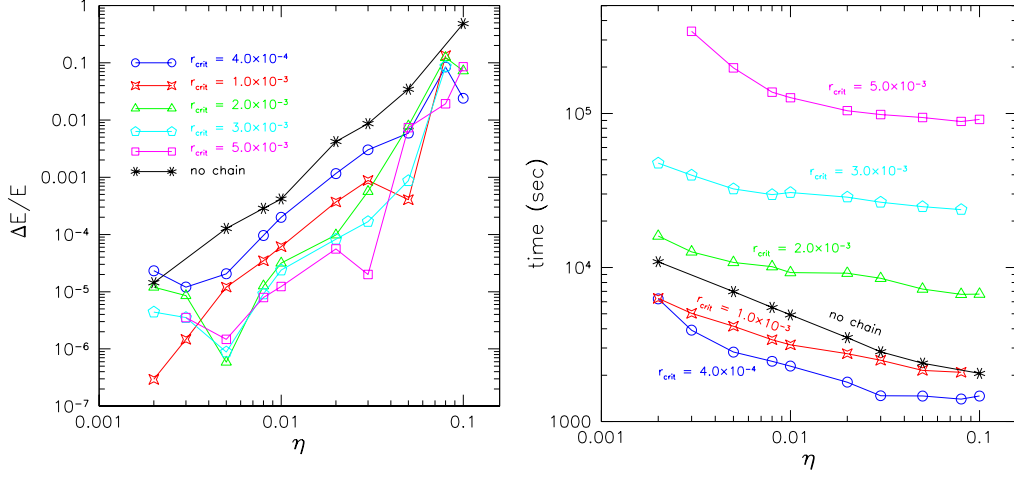 1
0.1
0.01
0.001
10⁻⁴
10⁻⁵
10⁻⁶
10⁻⁷
ΔE/E
r_crit = 4.0×10⁻⁴
r_crit = 1.0×10⁻³
r_crit = 2.0×10⁻³
r_crit = 3.0×10⁻³
r_crit = 5.0×10⁻³
no chain
0.001
0.01
0.1
η
10⁵
10⁴
1000
time (sec)
r_crit = 5.0×10⁻³
r_crit = 3.0×10⁻³
r_crit = 2.0×10⁻³
no chain
r_crit = 1.0×10⁻³
r_crit = 4.0×10⁻⁴
0.001
0.01
0.1
η